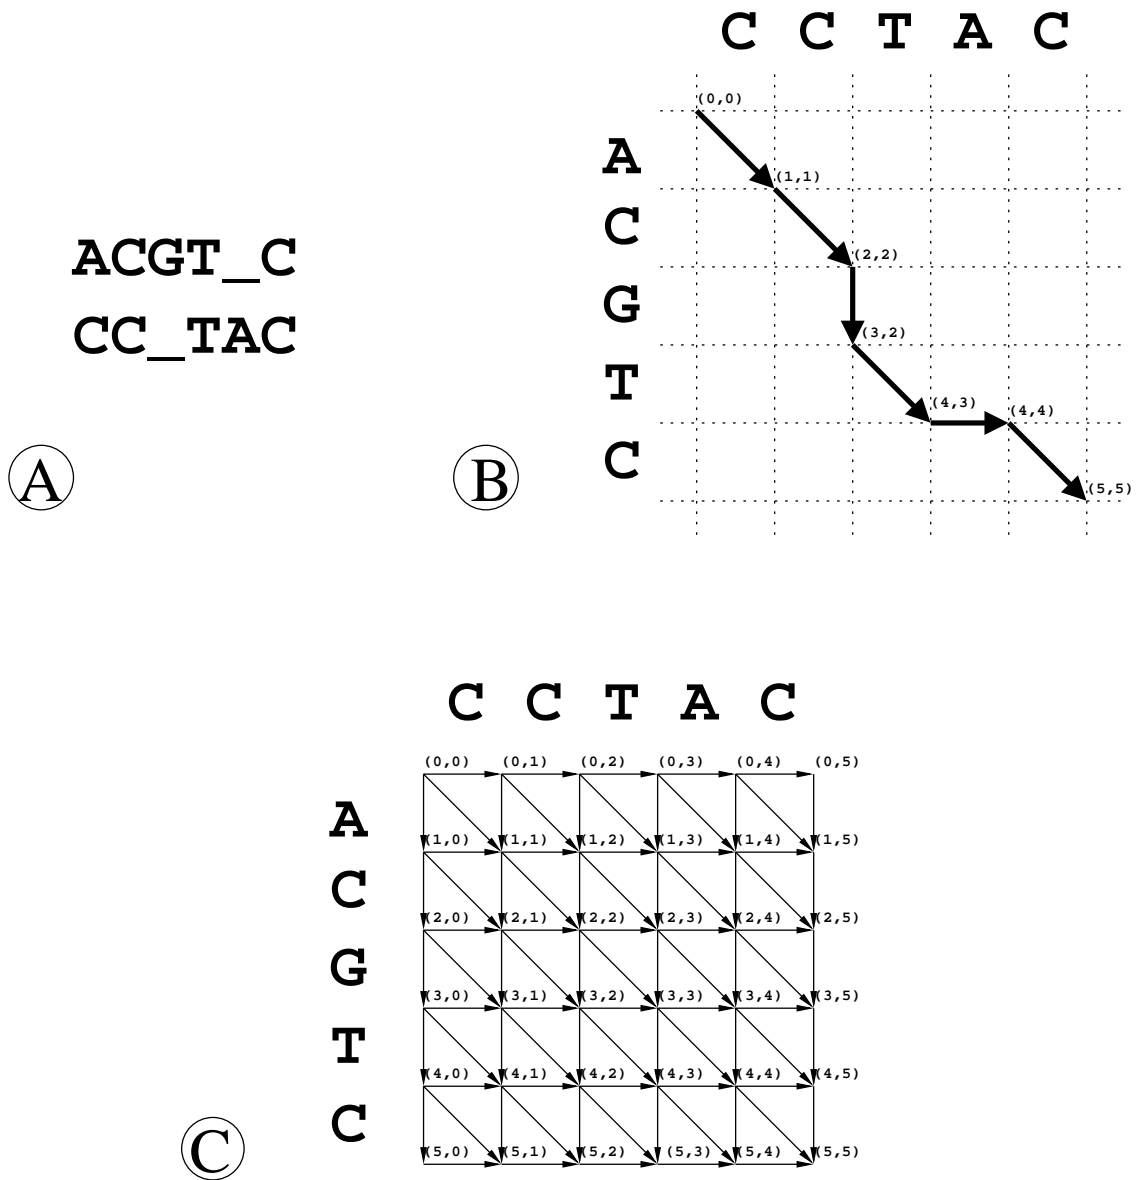 C C T A C
(0,0)
A
(1,1)
C
ACGT_C
(2,2)
G
CC_TAC
(3,2)
T
(4,3)
(4,4)
C
A
B
(5,5)
C C T A C
(0,0) (0,1) (0,2) (0,3) (0,4) (0,5)
A
(1,0) (1,1) (1,2) (1,3) (1,4) (1,5)
C
(2,0) (2,1) (2,2) (2,3) (2,4) (2,5)
G
(3,0) (3,1) (3,2) (3,3) (3,4) (3,5)
T
(4,0) (4,1) (4,2) (4,3) (4,4) (4,5)
C
C
(5,0) (5,1) (5,2) (5,3) (5,4) (5,5)